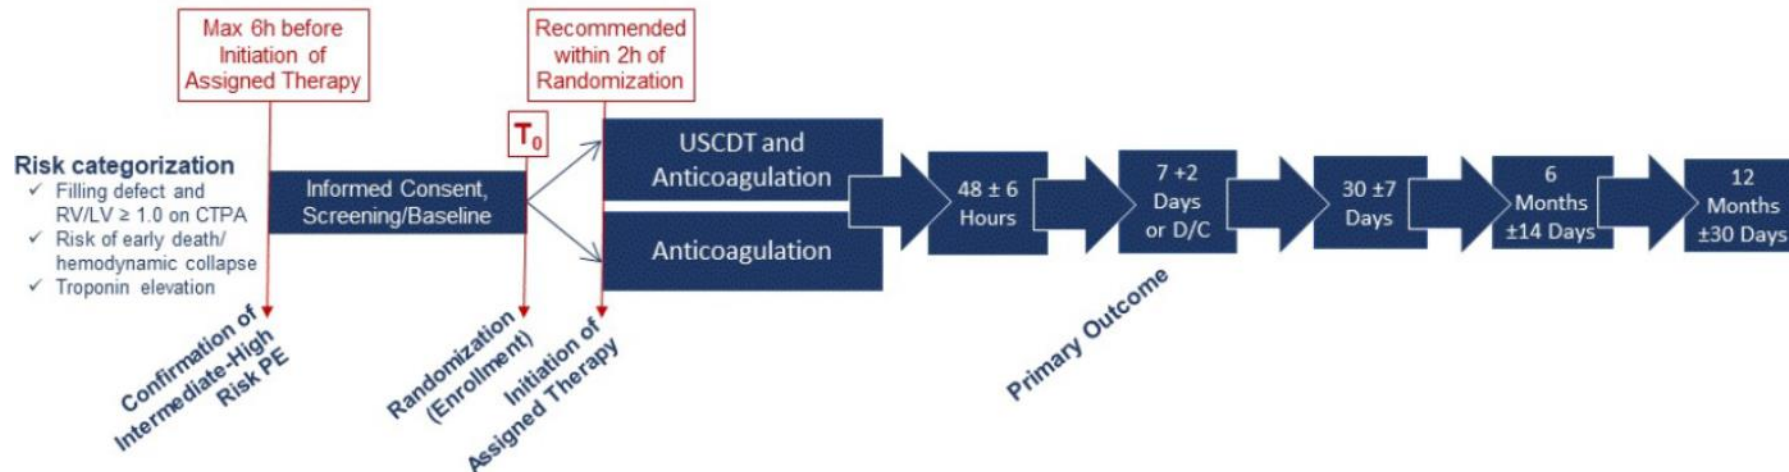 Max 6h before
Initiation of
Assigned Therapy
Recommended
within 2h of
Randomization
T₀
Risk categorization
✓ Filling defect and
RV/LV ≥ 1.0 on CTPA
✓ Risk of early death/
hemodynamic collapse
✓ Troponin elevation
Informed Consent,
Screening/Baseline
USCDT and
Anticoagulation
Anticoagulation
48 ± 6
Hours
7 +2
Days
or D/C
30 ±7
Days
6
Months
±14 Days
12
Months
±30 Days
Confirmation of
Intermediate-High
Risk PE
Randomization
(Enrollment)
Initiation of
Assigned Therapy
Primary Outcome